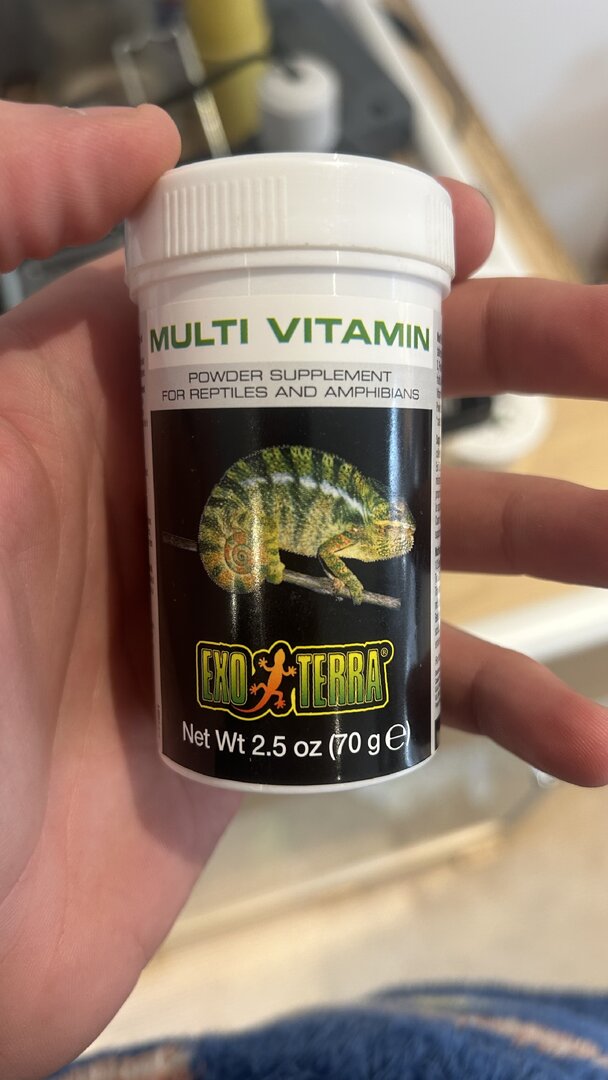 MULTI VITAMIN
POWDER SUPPLEMENT
FOR REPTILES AND AMPHIBIANS
EXO TERRA®
Net Wt 2.5 oz (70 g ℮)